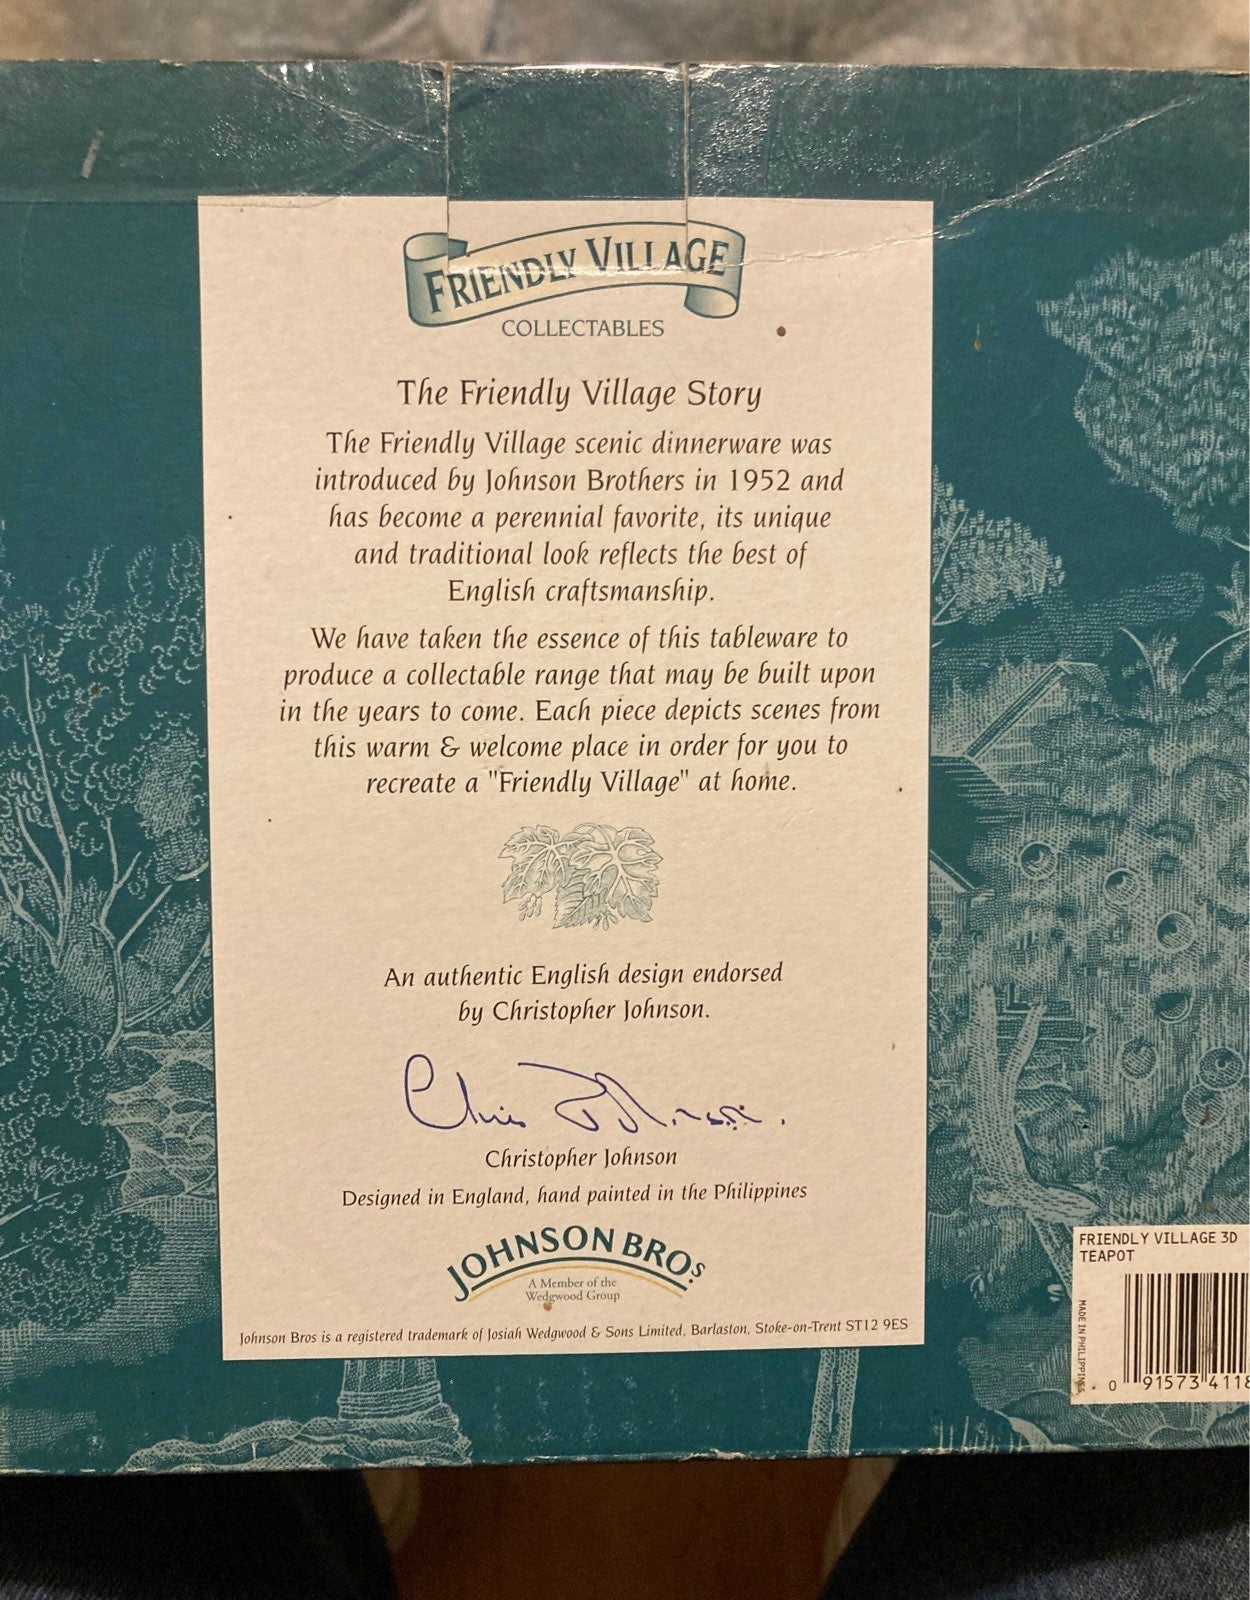 FRIENDLY VILLAGE
COLLECTABLES
The Friendly Village Story
The Friendly Village scenic dinnerware was
introduced by Johnson Brothers in 1952 and
has become a perennial favorite, its unique
and traditional look reflects the best of
English craftsmanship.
We have taken the essence of this tableware to
produce a collectable range that may be built upon
in the years to come. Each piece depicts scenes from
this warm & welcome place in order for you to
recreate a "Friendly Village" at home.
An authentic English design endorsed
by Christopher Johnson.
Chris Johnson.
Christopher Johnson
Designed in England, hand painted in the Philippines
JOHNSON BROS
A Member of the
Wedgwood Group
Johnson Bros is a registered trademark of Josiah Wedgwood & Sons Limited, Barlaston, Stoke-on-Trent ST12 9ES
FRIENDLY VILLAGE 3D
TEAPOT
MADE IN PHILIPPINES
0 91573 4118